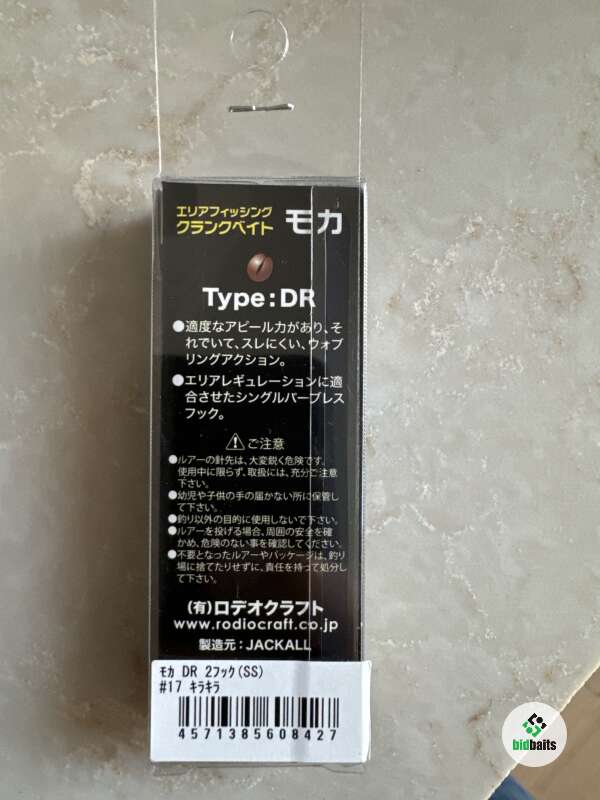 エリアフィッシング
クランクベイト モカ
Type:DR
●適度なアピール力があり、そ
れでいて、スレにくい、ウォブ
リングアクション。
●エリアレギュレーションに適
合させたシングルバーブレス
フック。
ご注意
●ルアーの針先は、大変鋭く危険です。
使用中に限らず、取扱には、充分ご注意
下さい。
●幼児や子供の手の届かない所に保管し
て下さい。
●釣り以外の目的に使用しないで下さい。
●ルアーを投げる場合、周囲の安全を確
かめ、危険のない事を確認してください。
●不要となったルアーやパッケージは、釣り
場に捨てたりせずに、責任を持って処分し
て下さい。
(有)ロデオクラフト
www.rodiocraft.co.jp
製造元:JACKALL
モカ DR 2フック(SS)
#17 キラキラ
4571385608427
bidbaits